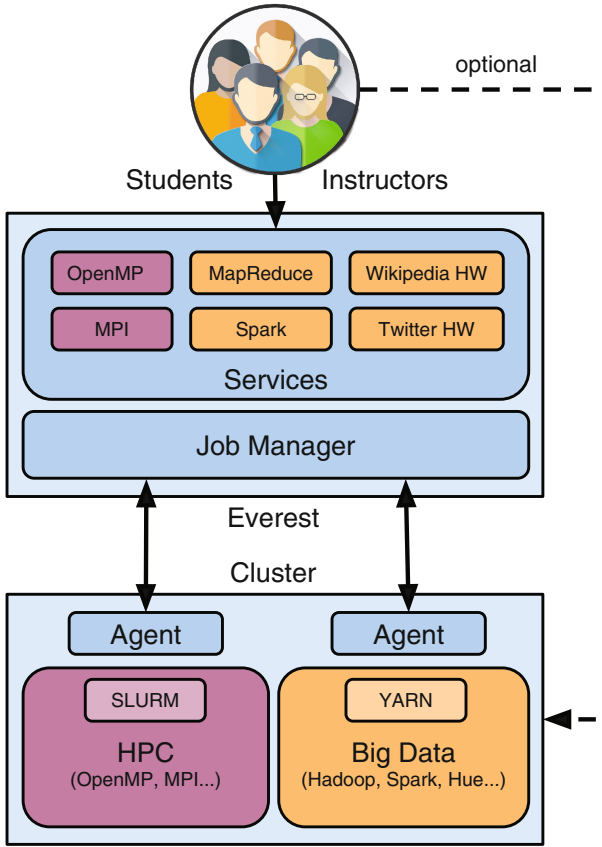 optional
Students Instructors
OpenMP MapReduce Wikipedia HW
MPI Spark Twitter HW
Services
Job Manager
Everest
Cluster
Agent Agent
SLURM YARN
HPC Big Data
(OpenMP, MPI...) (Hadoop, Spark, Hue...)